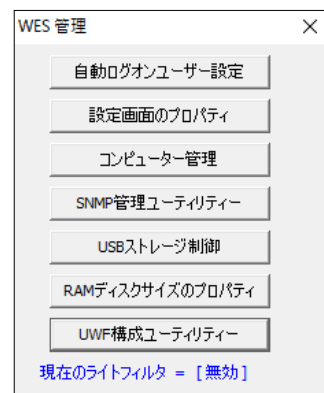 WES 管理
自動ログオンユーザー設定
設定画面のプロパティ
コンピューター管理
SNMP管理ユーティリティー
USBストレージ制御
RAMディスクサイズのプロパティ
UWF構成ユーティリティー
現在のライトフィルタ = [無効]